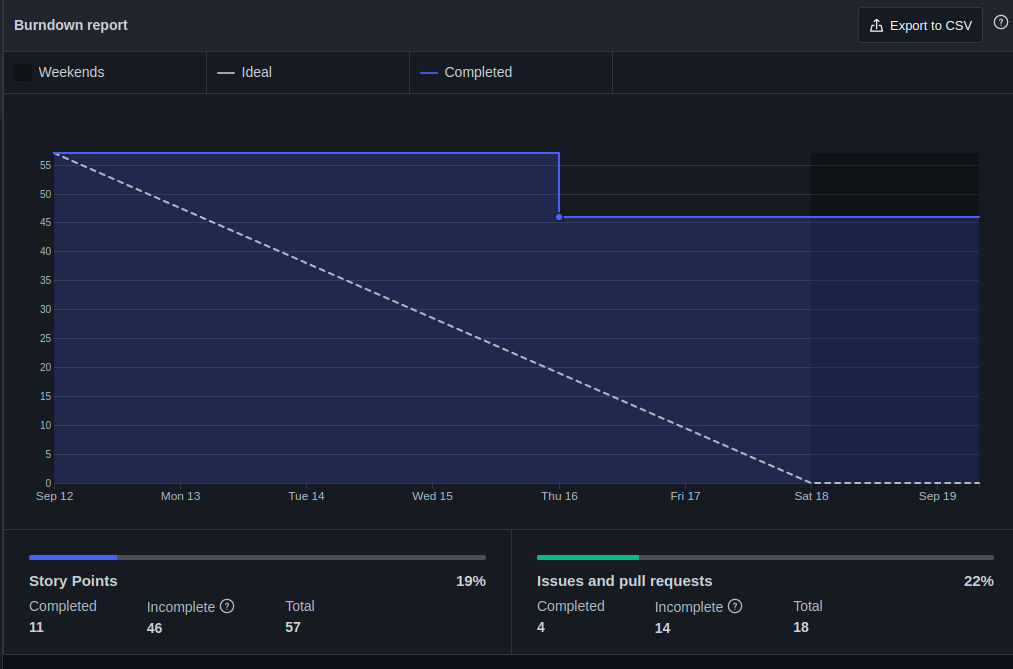 Burndown report
Export to CSV
Weekends
Ideal
Completed
55
50
45
40
35
30
25
20
15
10
5
0
Sep 12 Mon 13 Tue 14 Wed 15 Thu 16 Fri 17 Sat 18 Sep 19
Story Points 19%
Completed Incomplete ? Total
11 46 57
Issues and pull requests 22%
Completed Incomplete ? Total
4 14 18